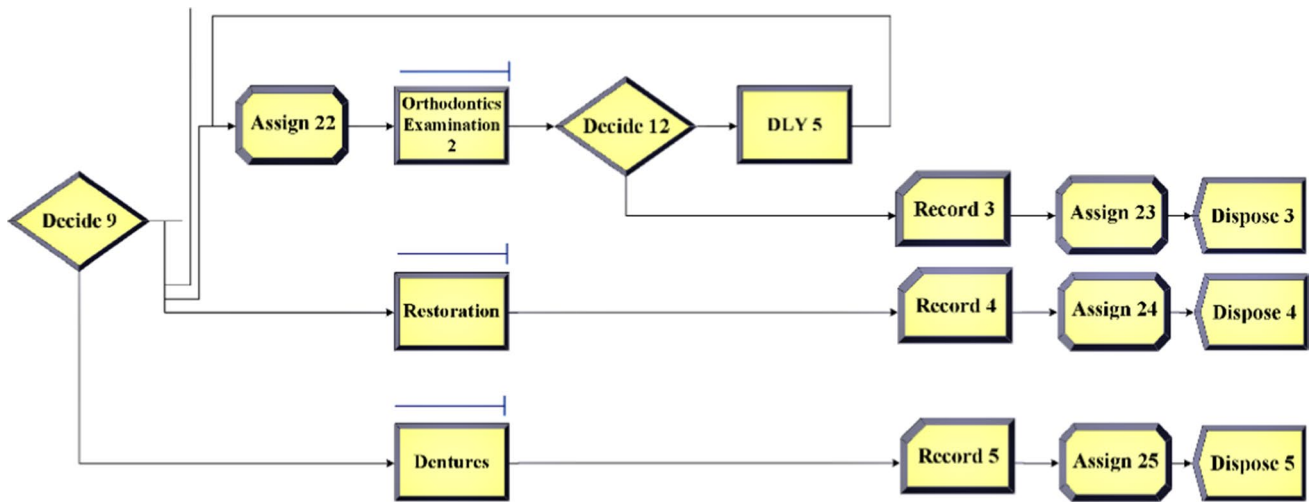 Assign 22
Orthodontics
Examination
2
Decide 12
DLY 5
Decide 9
Record 3
Assign 23
Dispose 3
Restoration
Record 4
Assign 24
Dispose 4
Dentures
Record 5
Assign 25
Dispose 5